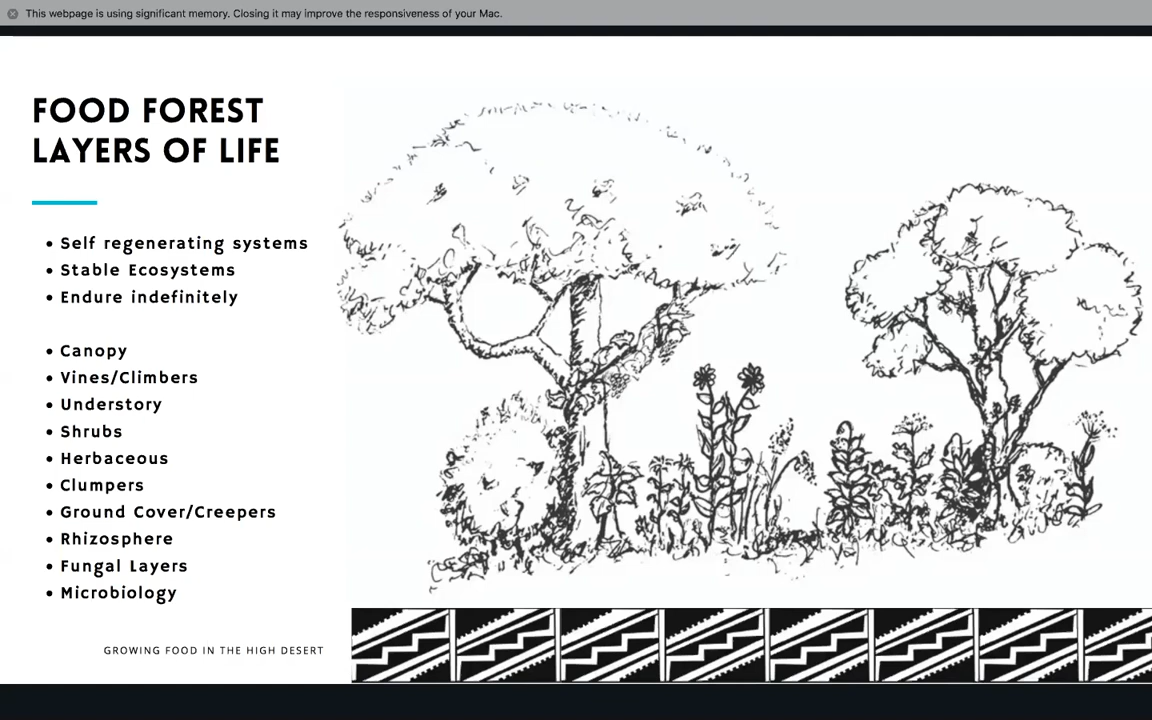 This webpage is using significant memory. Closing it may improve the responsiveness of your Mac.
FOOD FOREST
LAYERS OF LIFE
• Self regenerating systems
• Stable Ecosystems
• Endure indefinitely
• Canopy
• Vines/Climbers
• Understory
• Shrubs
• Herbaceous
• Clumpers
• Ground Cover/Creepers
• Rhizosphere
• Fungal Layers
• Microbiology
GROWING FOOD IN THE HIGH DESERT